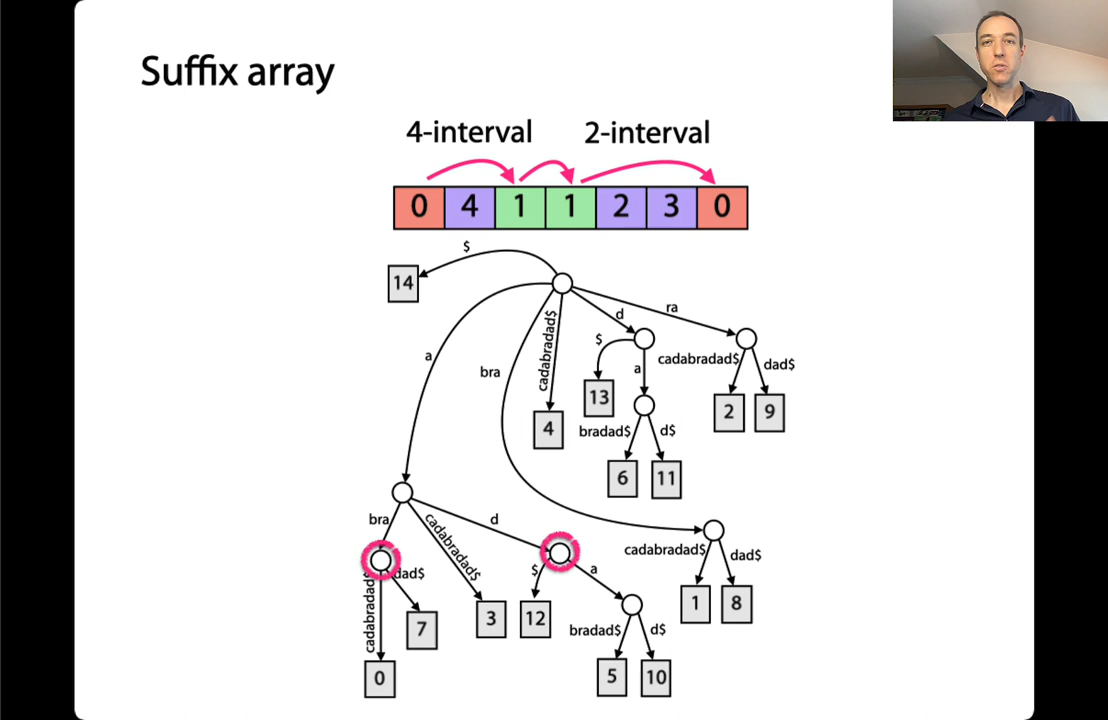 Suffix array
4-interval 2-interval
0 4 1 1 2 3 0
$
14
ra
d
$
cadabradad$
a
cadabradad$
dad$
a
bra
13
2 9
4
bradad$ d$
6 11
bra
d
cadabradad$
cadabradad$
dad$
$
a
dad$
cadabradad$
1 8
3
12
7
bradad$ d$
0
5 10